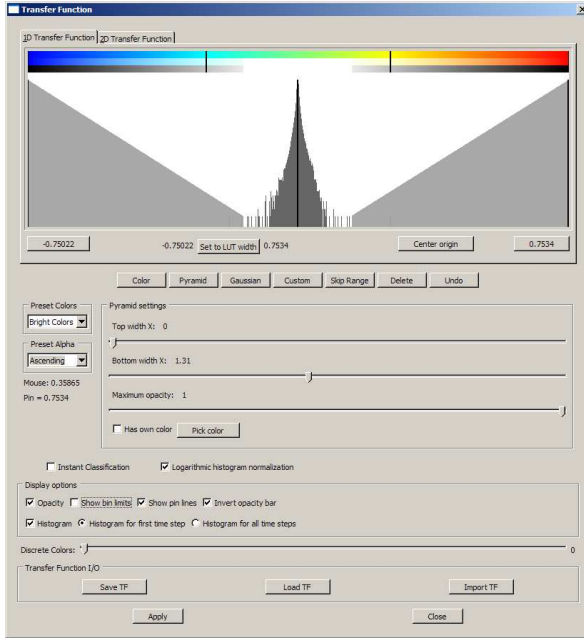 Transfer Function
1D Transfer Function 2D Transfer Function
-0.75022 -0.75022 Set to LUT width 0.7534 Center origin 0.7534
Color Pyramid Gaussian Custom Skip Range Delete Undo
Preset Colors
Bright Colors
Preset Alpha
Ascending
Mouse: 0.35865
Pin = 0.7534
Pyramid settings
Top width X: 0
Bottom width X: 1.31
Maximum opacity: 1
Has own color Pick color
Instant Classification Logarithmic histogram normalization
Display options
Opacity Show bin limits Show pin lines Invert opacity bar
Histogram Histogram for first time step Histogram for all time steps
Discrete Colors: 0
Transfer Function I/O
Save TF Load TF Import TF
Apply Close